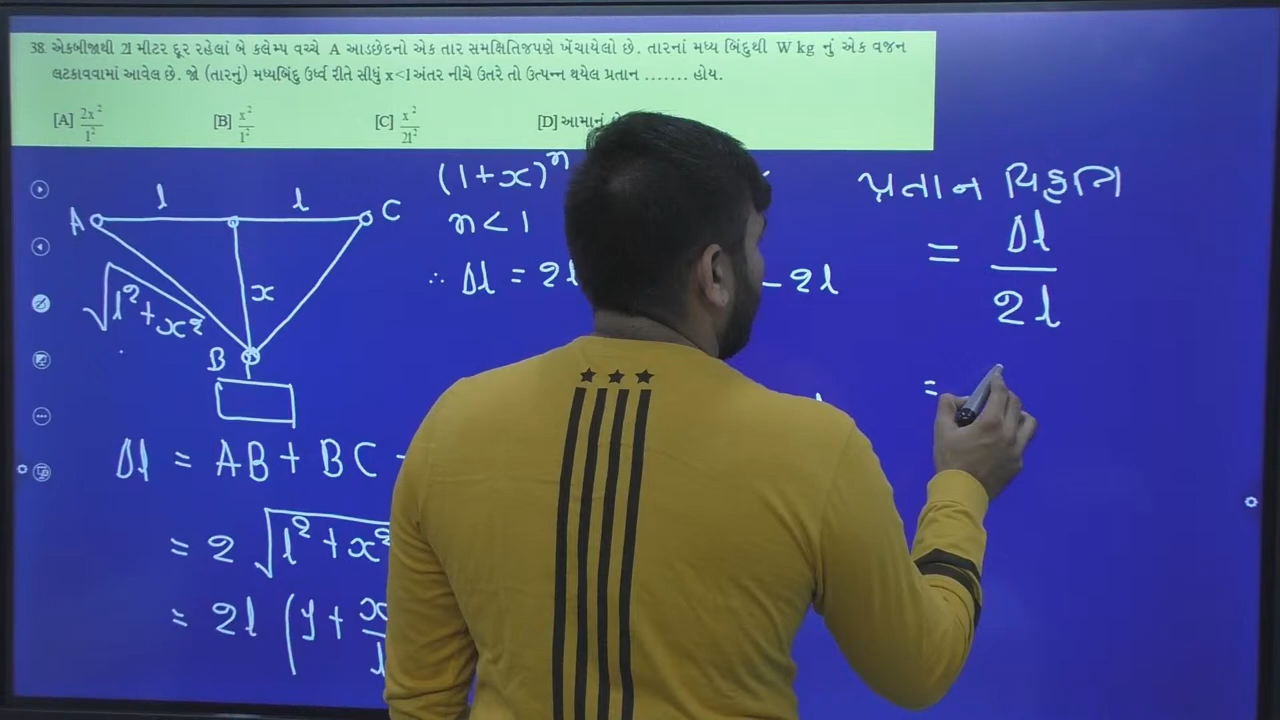 38. એકબીજાથી 2l મીટર દૂર રહેલાં બે કલેમ્પ વચ્ચે A આડછેદનો એક તાર સમક્ષિતિજપણે ખેંચાયેલો છે. તારનાં મધ્ય બિંદુથી W kg નું એક વજન
લટકાવવામાં આવેલ છે. જો (તારનું) મધ્યબિંદુ ઉર્ધ્વ રીતે સીધું x<l અંતર નીચે ઉતરે તો ઉત્પન્ન થયેલ પ્રતાન ....... હોય.
[A] 2x²/l² [B] x²/l² [C] x²/2l² [D] આમાનું
A l l C
x
√l²+x²
B
Δl = AB + BC
= 2 √l²+x²
= 2l (1 +
(1+x)ⁿ
n < 1
∴ Δl = 2l - 2l
પ્રતાન વિકૃતિ
= Δl/2l
=